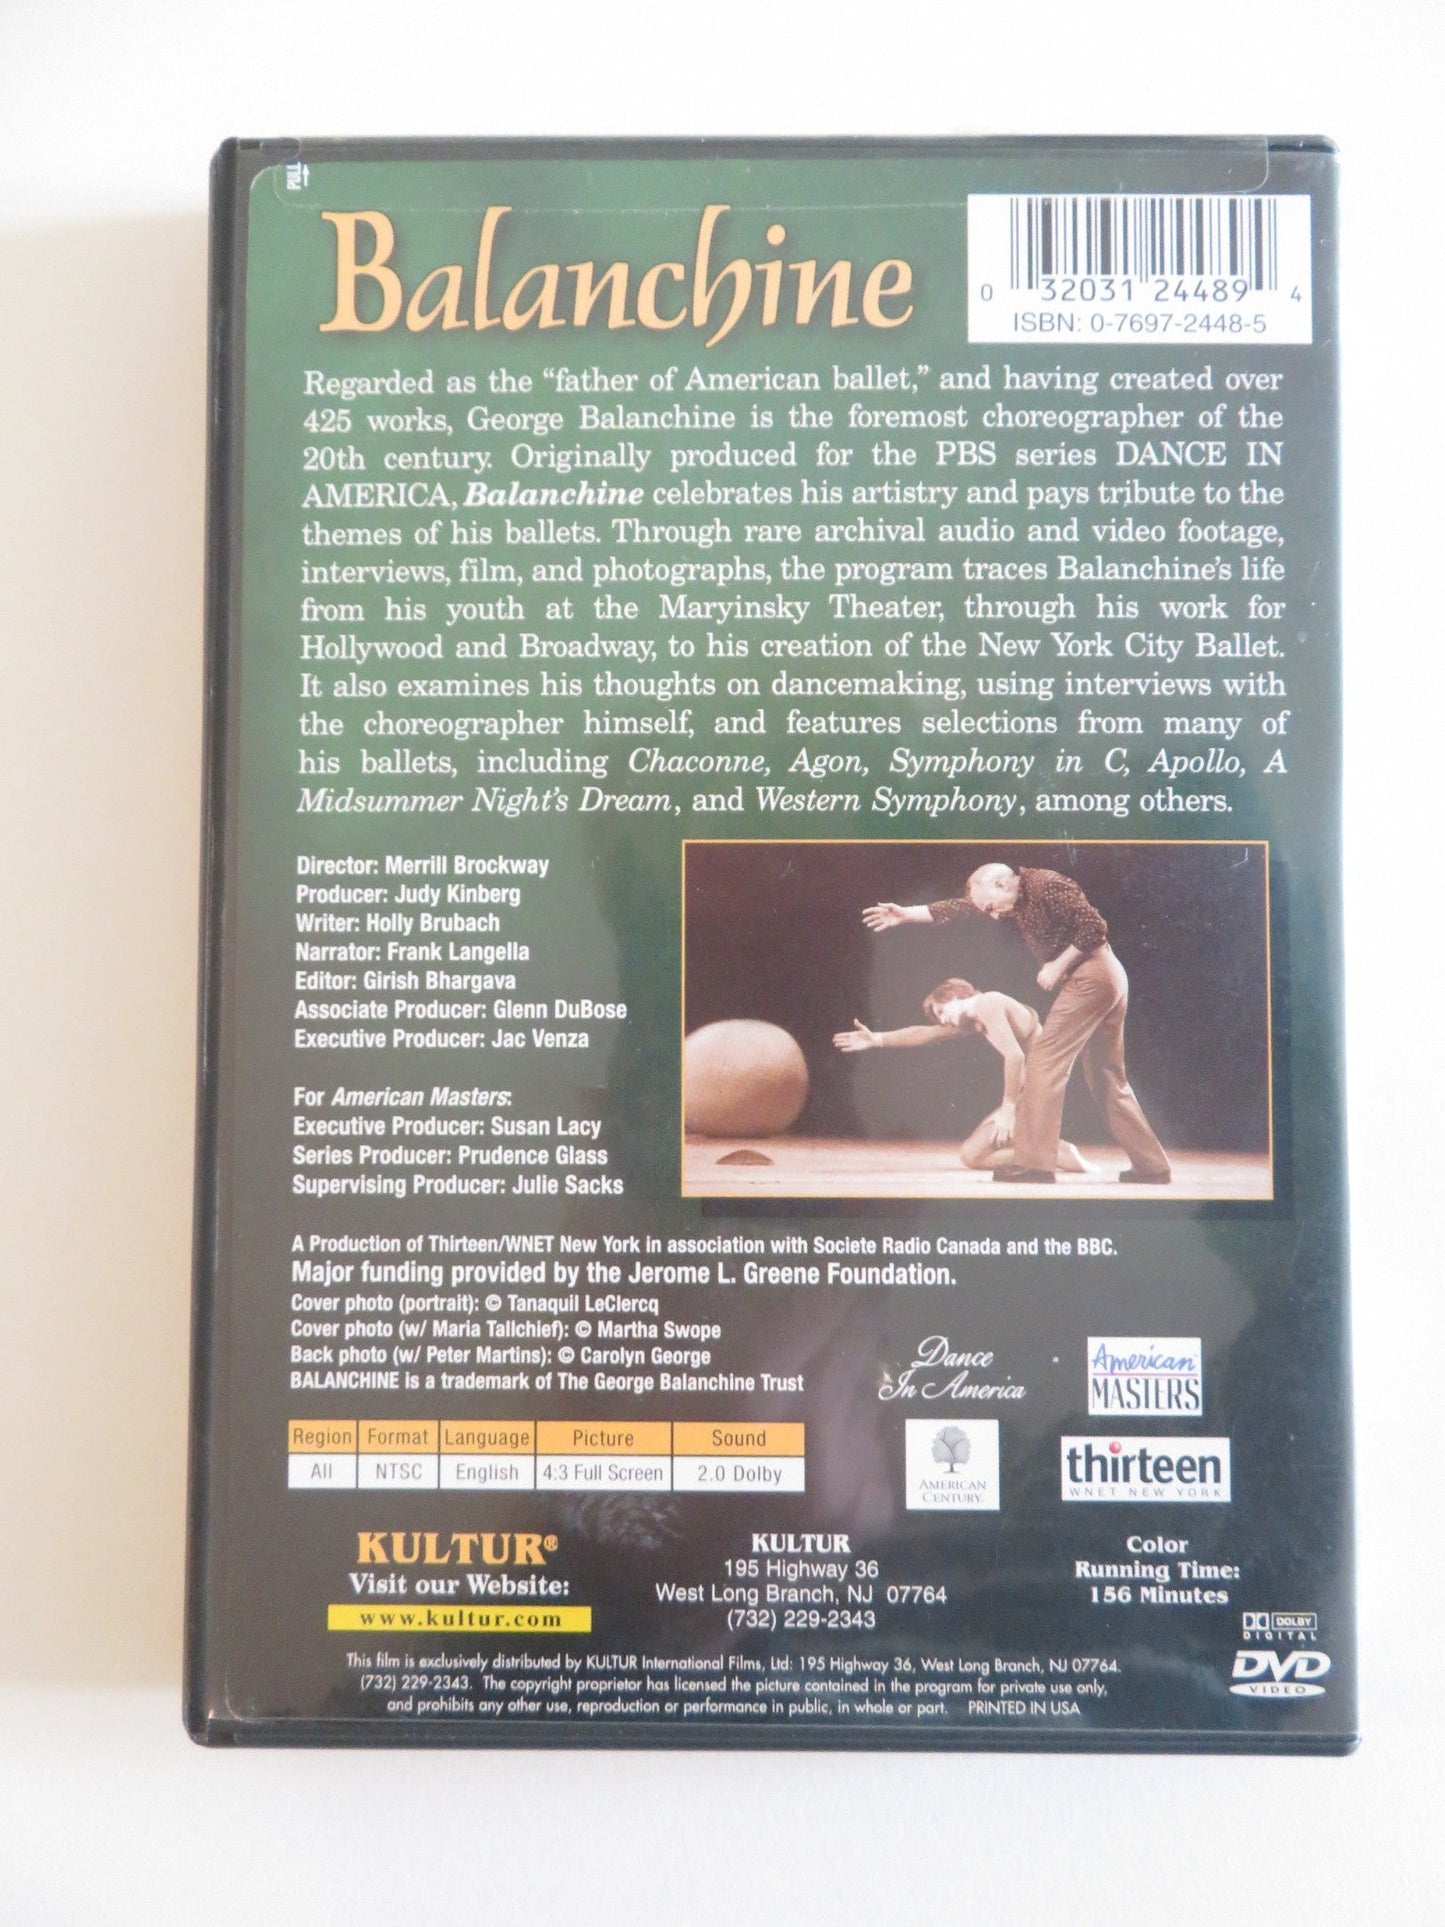 PULL
Balanchine
0 32031 24489 4
ISBN: 0-7697-2448-5
Regarded as the “father of American ballet,” and having created over
425 works, George Balanchine is the foremost choreographer of the
20th century. Originally produced for the PBS series DANCE IN
AMERICA, Balanchine celebrates his artistry and pays tribute to the
themes of his ballets. Through rare archival audio and video footage,
interviews, film, and photographs, the program traces Balanchine’s life
from his youth at the Maryinsky Theater, through his work for
Hollywood and Broadway, to his creation of the New York City Ballet.
It also examines his thoughts on dancemaking, using interviews with
the choreographer himself, and features selections from many of
his ballets, including Chaconne, Agon, Symphony in C, Apollo, A
Midsummer Night’s Dream, and Western Symphony, among others.
Director: Merrill Brockway
Producer: Judy Kinberg
Writer: Holly Brubach
Narrator: Frank Langella
Editor: Girish Bhargava
Associate Producer: Glenn DuBose
Executive Producer: Jac Venza
For American Masters:
Executive Producer: Susan Lacy
Series Producer: Prudence Glass
Supervising Producer: Julie Sacks
A Production of Thirteen/WNET New York in association with Societe Radio Canada and the BBC.
Major funding provided by the Jerome L. Greene Foundation.
Cover photo (portrait): © Tanaquil LeClercq
Cover photo (w/ Maria Tallchief): © Martha Swope
Back photo (w/ Peter Martins): © Carolyn George
BALANCHINE is a trademark of The George Balanchine Trust
Dance
In America
American
MASTERS
Region Format Language Picture Sound
All NTSC English 4:3 Full Screen 2.0 Dolby
AMERICAN
CENTURY
thirteen
WNET NEW YORK
KULTUR®
Visit our Website:
www.kultur.com
KULTUR
195 Highway 36
West Long Branch, NJ 07764
(732) 229-2343
Color
Running Time:
156 Minutes
DOLBY
DIGITAL
DVD
VIDEO
This film is exclusively distributed by KULTUR International Films, Ltd: 195 Highway 36, West Long Branch, NJ 07764.
(732) 229-2343. The copyright proprietor has licensed the picture contained in the program for private use only,
and prohibits any other use, reproduction or performance in public, in whole or part. PRINTED IN USA